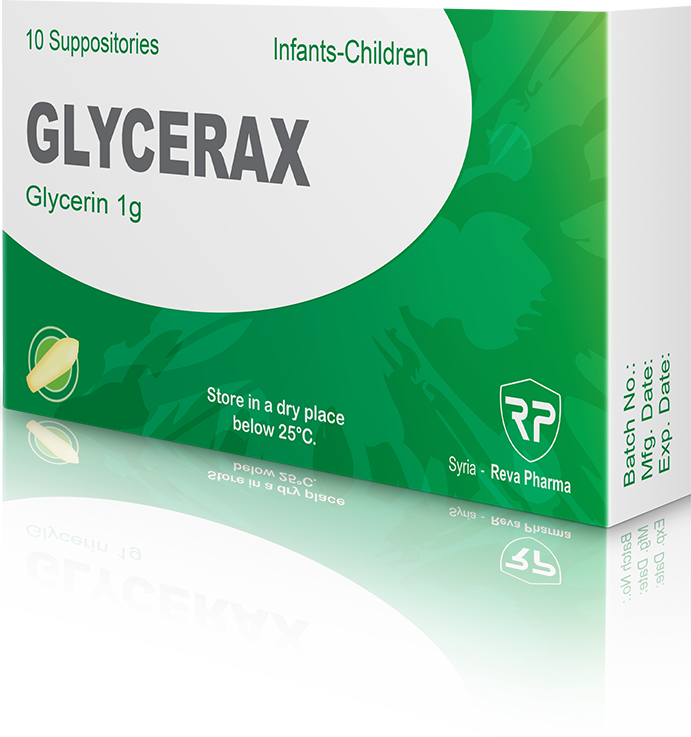 10 Suppositories
Infants-Children
GLYCERAX
Glycerin 1g
Store in a dry place
below 25°C.
RP
Syria - Reva Pharma
Batch No.:
Mfg. Date:
Exp. Date: